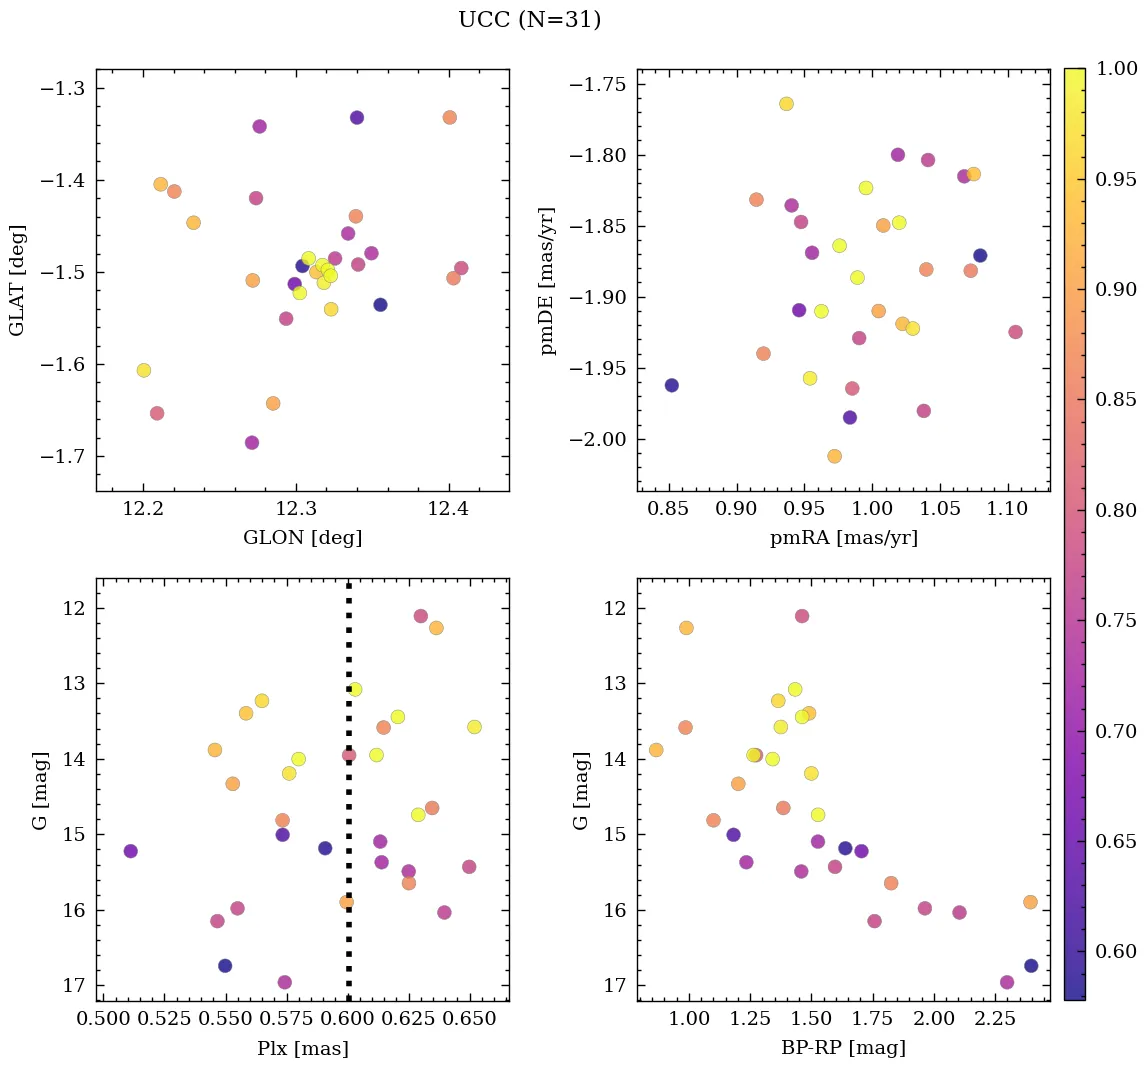 UCC (N=31)
−1.3
−1.4
−1.5
−1.6
−1.7
GLAT [deg]
12.2 12.3 12.4
GLON [deg]
−1.75
−1.80
−1.85
−1.90
−1.95
−2.00
pmDE [mas/yr]
0.85 0.90 0.95 1.00 1.05 1.10
pmRA [mas/yr]
12
13
14
15
16
17
G [mag]
0.500 0.525 0.550 0.575 0.600 0.625 0.650
Plx [mas]
12
13
14
15
16
17
G [mag]
1.00 1.25 1.50 1.75 2.00 2.25
BP-RP [mag]
1.00
0.95
0.90
0.85
0.80
0.75
0.70
0.65
0.60